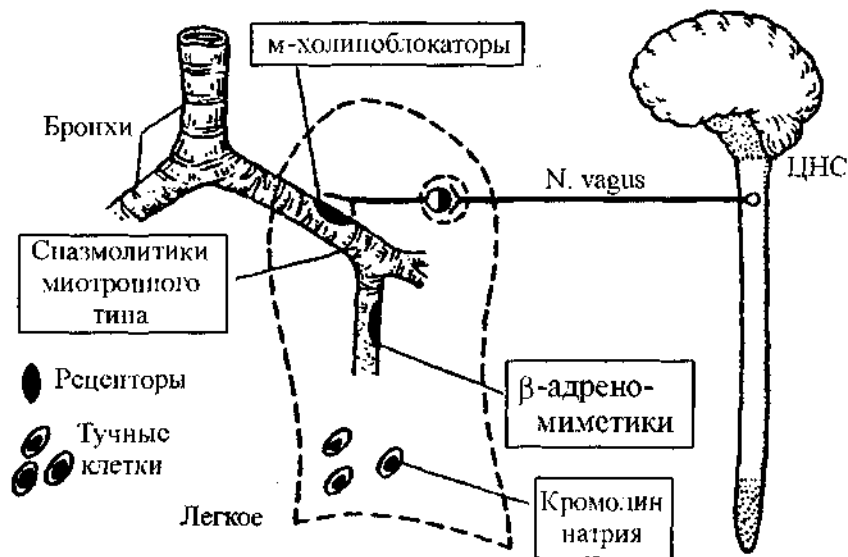 м-холиноблокаторы
Бронхи
N. vagus
ЦНС
Спазмолитики
миотропного
типа
Рецепторы
β-адрено-
миметики
Тучные
клетки
Легкое
Кромолин
натрия